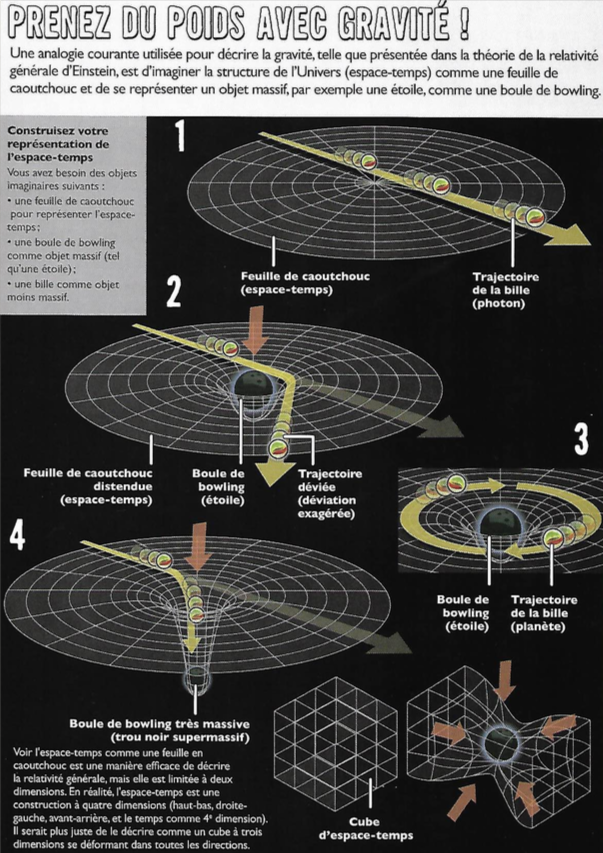 PRENEZ DU POIDS AVEC GRAVITÉ !
Une analogie courante utilisée pour décrire la gravité, telle que présentée dans la théorie de la relativité
générale d'Einstein, est d'imaginer la structure de l'Univers (espace-temps) comme une feuille de
caoutchouc et de se représenter un objet massif, par exemple une étoile, comme une boule de bowling.
Construisez votre
représentation de
l'espace-temps
Vous avez besoin des objets
imaginaires suivants :
• une feuille de caoutchouc
pour représenter l'espace-
temps;
• une boule de bowling
comme objet massif (tel
qu'une étoile);
• une bille comme objet
moins massif.
1
Feuille de caoutchouc
(espace-temps)
Trajectoire
de la bille
(photon)
2
Feuille de caoutchouc
distendue
(espace-temps)
Boule de
bowling
(étoile)
Trajectoire
déviée
(déviation
exagérée)
3
Boule de
bowling
(étoile)
Trajectoire
de la bille
(planète)
4
Boule de bowling très massive
(trou noir supermassif)
Voir l'espace-temps comme une feuille en
caoutchouc est une manière efficace de décrire
la relativité générale, mais elle est limitée à deux
dimensions. En réalité, l'espace-temps est une
construction à quatre dimensions (haut-bas, droite-
gauche, avant-arrière, et le temps comme 4e dimension).
Il serait plus juste de le décrire comme un cube à trois
dimensions se déformant dans toutes les directions.
Cube
d'espace-temps